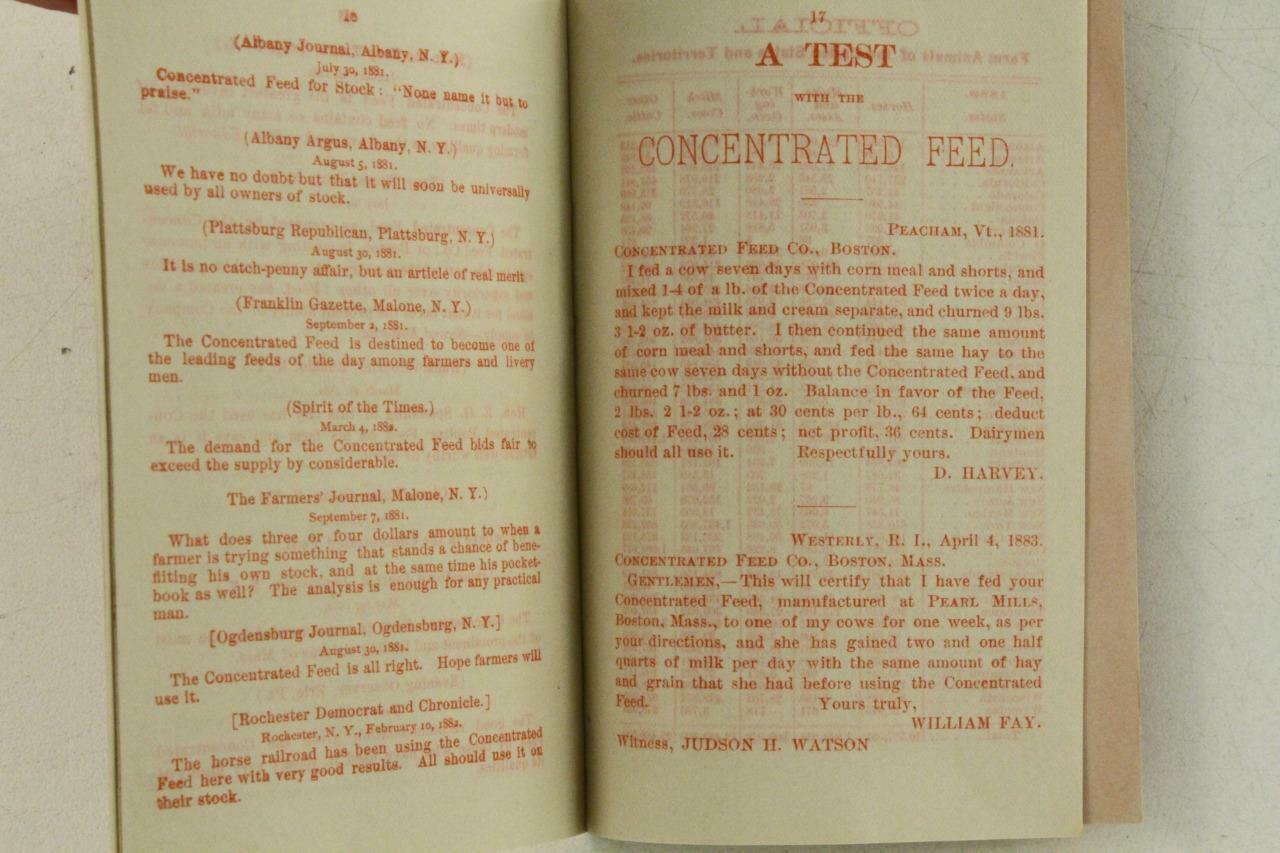 16
(Albany Journal, Albany, N. Y.)
July 30, 1881.
Concentrated Feed for Stock: "None name it but to
praise."
(Albany Argus, Albany, N. Y.)
August 5, 1881.
We have no doubt but that it will soon be universally
used by all owners of stock.
(Plattsburg Republican, Plattsburg, N. Y.)
August 30, 1881.
It is no catch-penny affair, but an article of real merit
(Franklin Gazette, Malone, N. Y.)
September 2, 1881.
The Concentrated Feed is destined to become one of
the leading feeds of the day among farmers and livery
men.
(Spirit of the Times.)
March 4, 1882.
The demand for the Concentrated Feed bids fair to
exceed the supply by considerable.
The Farmers' Journal, Malone, N. Y.)
September 7, 1881.
What does three or four dollars amount to when a
farmer is trying something that stands a chance of bene-
fiting his own stock, and at the same time his pocket-
book as well? The analysis is enough for any practical
man.
[Ogdensburg Journal, Ogdensburg, N. Y.]
August 30, 1881.
The Concentrated Feed is all right. Hope farmers will
use it.
[Rochester Democrat and Chronicle.]
Rochester, N. Y., February 10, 1882.
The horse railroad has been using the Concentrated
Feed here with very good results. All should use it on
their stock.
17
A TEST
WITH THE
CONCENTRATED FEED.
PEACHAM, Vt., 1881.
CONCENTRATED FEED CO., BOSTON.
I fed a cow seven days with corn meal and shorts, and
mixed 1-4 of a lb. of the Concentrated Feed twice a day,
and kept the milk and cream separate, and churned 9 lbs.
3 1-2 oz. of butter. I then continued the same amount
of corn meal and shorts, and fed the same hay to the
same cow seven days without the Concentrated Feed, and
churned 7 lbs. and 1 oz. Balance in favor of the Feed,
2 lbs. 2 1-2 oz.; at 30 cents per lb., 64 cents; deduct
cost of Feed, 28 cents; net profit, 36 cents. Dairymen
should all use it. Respectfully yours.
D. HARVEY.
WESTERLY, R. I., April 4, 1883.
CONCENTRATED FEED CO., BOSTON, MASS.
GENTLEMEN,—This will certify that I have fed your
Concentrated Feed, manufactured at PEARL MILLS,
Boston, Mass., to one of my cows for one week, as per
your directions, and she has gained two and one half
quarts of milk per day with the same amount of hay
and grain that she had before using the Concentrated
Feed. Yours truly,
WILLIAM FAY.
Witness, JUDSON H. WATSON